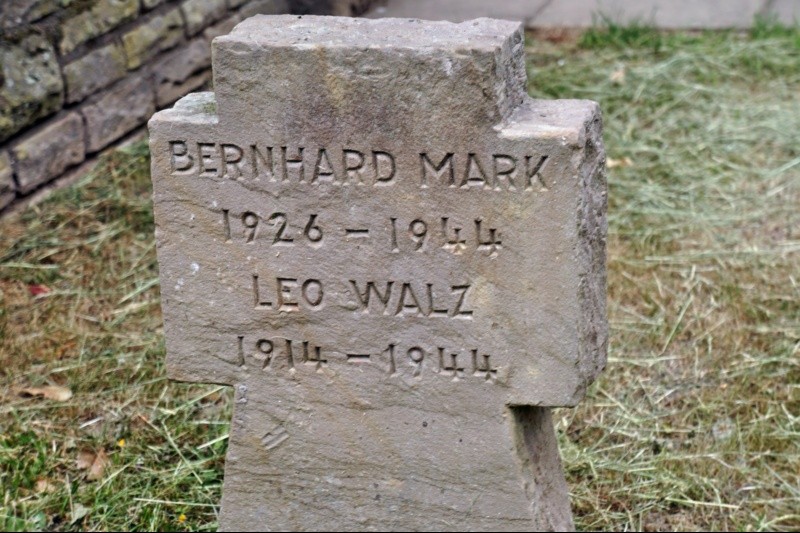 BERNHARD MARK
1926 – 1944
LEO WALZ
1914 – 1944